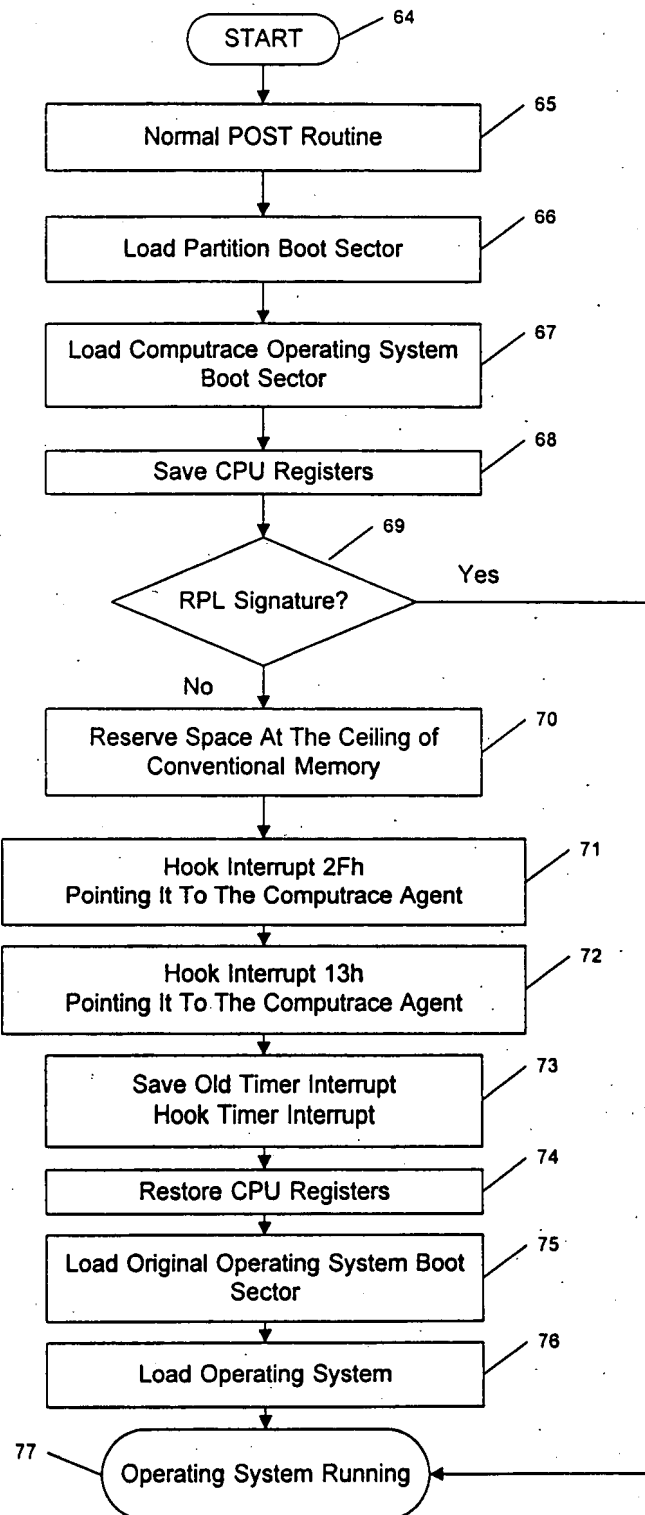 START
64
Normal POST Routine
65
Load Partition Boot Sector
66
Load Computrace Operating System
Boot Sector
67
Save CPU Registers
68
RPL Signature?
69
Yes
No
Reserve Space At The Ceiling of
Conventional Memory
70
Hook Interrupt 2Fh
Pointing It To The Computrace Agent
71
Hook Interrupt 13h
Pointing It To The Computrace Agent
72
Save Old Timer Interrupt
Hook Timer Interrupt
73
Restore CPU Registers
74
Load Original Operating System Boot
Sector
75
Load Operating System
76
77
Operating System Running